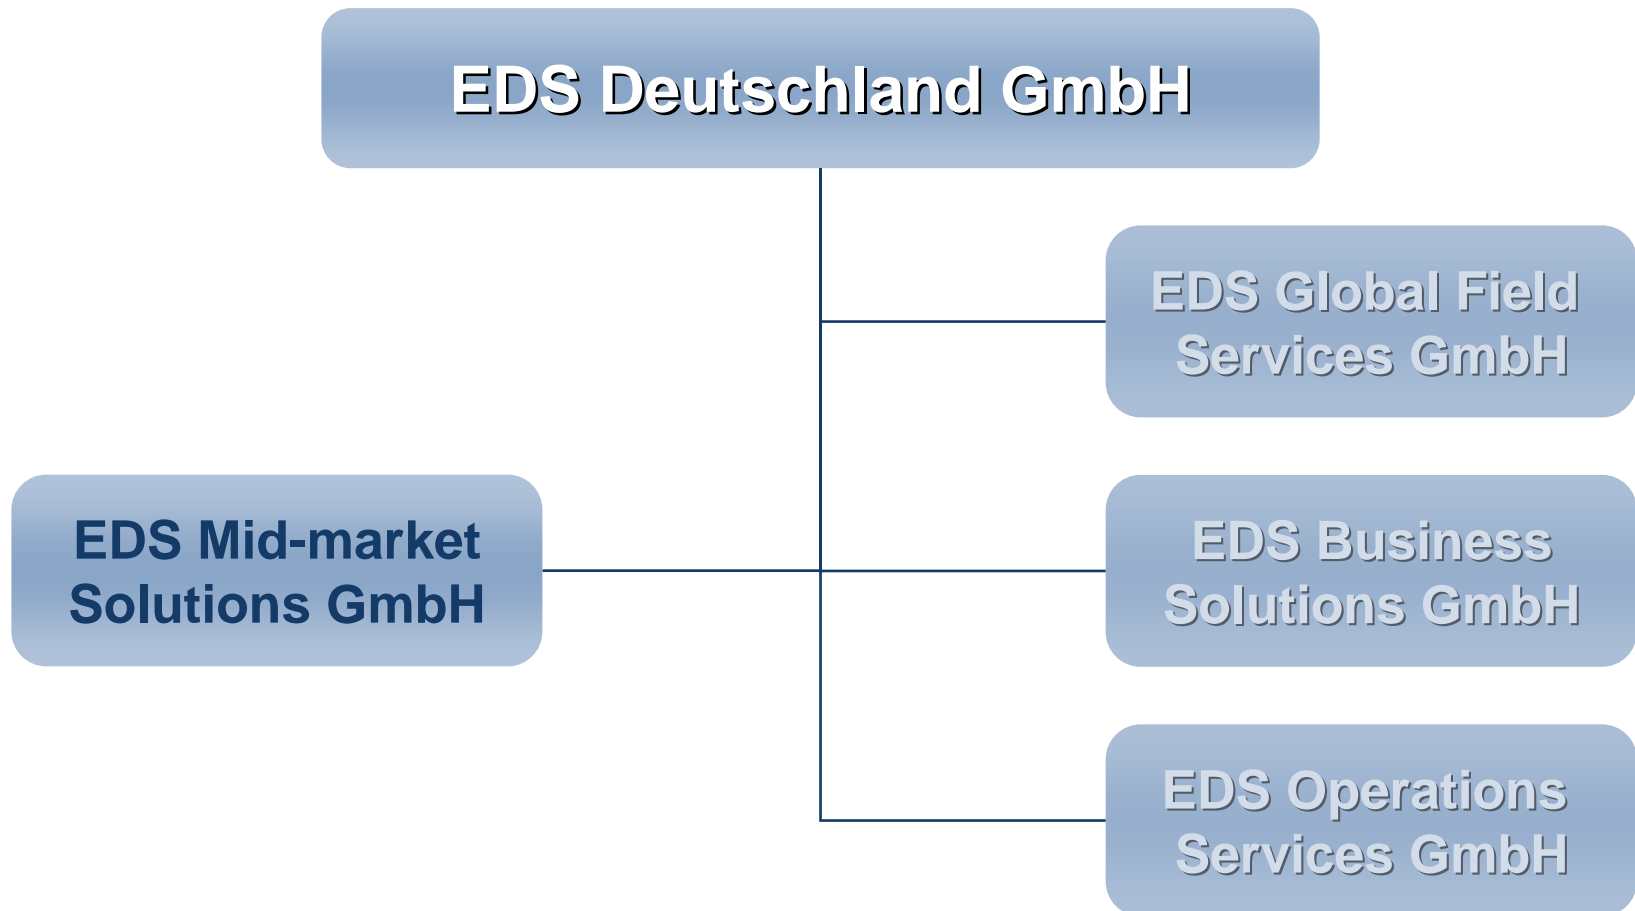 EDS Deutschland GmbH
EDS Global Field
Services GmbH
EDS Mid-market
Solutions GmbH
EDS Business
Solutions GmbH
EDS Operations
Services GmbH